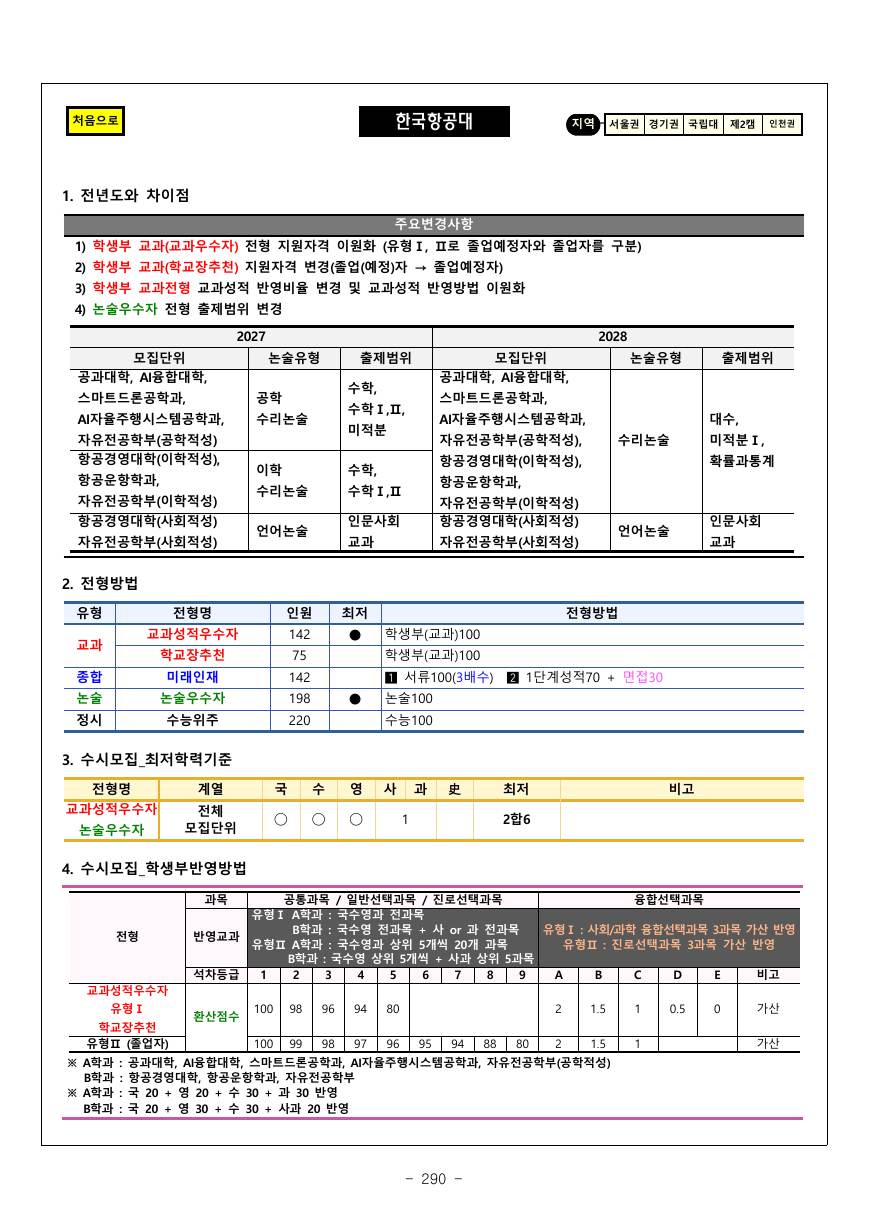 처음으로
한국항공대
지역 서울권 경기권 국립대 제2캠 인천권
1. 전년도와 차이점
주요변경사항
1) 학생부 교과(교과우수자) 전형 지원자격 이원화 (유형Ⅰ, Ⅱ로 졸업예정자와 졸업자를 구분)
2) 학생부 교과(학교장추천) 지원자격 변경(졸업(예정)자 → 졸업예정자)
3) 학생부 교과전형 교과성적 반영비율 변경 및 교과성적 반영방법 이원화
4) 논술우수자 전형 출제범위 변경
2027 2028
모집단위 논술유형 출제범위 모집단위 논술유형 출제범위
공과대학, AI융합대학,
스마트드론공학과,
AI자율주행시스템공학과,
자유전공학부(공학적성)
공학
수리논술
수학,
수학Ⅰ,Ⅱ,
미적분
항공경영대학(이학적성),
항공운항학과,
자유전공학부(이학적성)
이학
수리논술
수학,
수학Ⅰ,Ⅱ
공과대학, AI융합대학,
스마트드론공학과,
AI자율주행시스템공학과,
자유전공학부(공학적성),
항공경영대학(이학적성),
항공운항학과,
자유전공학부(이학적성)
수리논술
대수,
미적분Ⅰ,
확률과통계
항공경영대학(사회적성)
자유전공학부(사회적성)
언어논술
인문사회
교과
항공경영대학(사회적성)
자유전공학부(사회적성)
언어논술
인문사회
교과
2. 전형방법
유형 전형명 인원 최저 전형방법
교과 교과성적우수자 142 ● 학생부(교과)100
학교장추천 75 학생부(교과)100
종합 미래인재 142 1 서류100(3배수) 2 1단계성적70 + 면접30
논술 논술우수자 198 ● 논술100
정시 수능위주 220 수능100
3. 수시모집_최저학력기준
전형명 계열 국 수 영 사 과 史 최저 비고
교과성적우수자
논술우수자
전체
모집단위
○ ○ ○ 1 2합6
4. 수시모집_학생부반영방법
전형 과목 공통과목 / 일반선택과목 / 진로선택과목 융합선택과목
반영교과
유형Ⅰ A학과 : 국수영과 전과목
B학과 : 국수영 전과목 + 사 or 과 전과목
유형Ⅱ A학과 : 국수영과 상위 5개씩 20개 과목
B학과 : 국수영 상위 5개씩 + 사과 상위 5과목
유형Ⅰ : 사회/과학 융합선택과목 3과목 가산 반영
유형Ⅱ : 진로선택과목 3과목 가산 반영
석차등급 1 2 3 4 5 6 7 8 9 A B C D E 비고
교과성적우수자
유형Ⅰ
학교장추천
환산점수
100 98 96 94 80 2 1.5 1 0.5 0 가산
유형Ⅱ (졸업자) 100 99 98 97 96 95 94 88 80 2 1.5 1 가산
※ A학과 : 공과대학, AI융합대학, 스마트드론공학과, AI자율주행시스템공학과, 자유전공학부(공학적성)
B학과 : 항공경영대학, 항공운항학과, 자유전공학부
※ A학과 : 국 20 + 영 20 + 수 30 + 과 30 반영
B학과 : 국 20 + 영 30 + 수 30 + 사과 20 반영
- 290 -